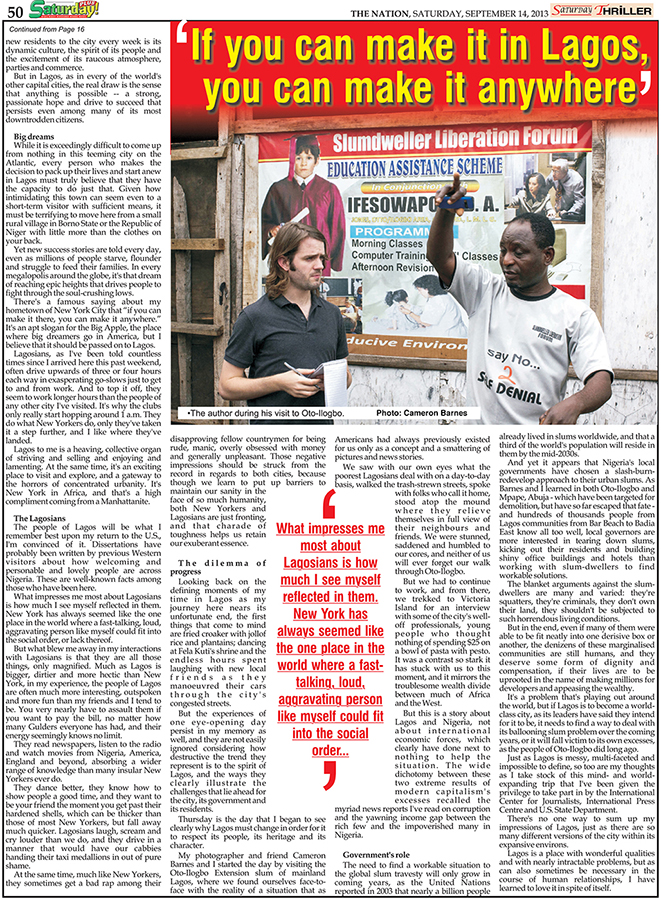 50
Saturday!
PLUS
THE NATION, SATURDAY, SEPTEMBER 14, 2013
SATURDAY THRILLER
‘If you can make it in Lagos,
you can make it anywhere’
Slumdweller Liberation Forum
EDUCATION ASSISTANCE SCHEME
In Conjunction
IFESOWAPO
A.
PROGRAMM
Morning Classes
Computer Training
Classes
Afternoon Revision
ducive Environ
SLUMDWELLER LIBERATION
FORUM
say No...
DENIAL
•The author during his visit to Oto-Ilogbo.
Photo: Cameron Barnes
Continued from Page 16
new residents to the city every week is its
dynamic culture, the spirit of its people and
the excitement of its raucous atmosphere,
parties and commerce.
But in Lagos, as in every of the world's
other capital cities, the real draw is the sense
that anything is possible -- a strong,
passionate hope and drive to succeed that
persists even among many of its most
downtrodden citizens.
Big dreams
While it is exceedingly difficult to come up
from nothing in this teeming city on the
Atlantic, every person who makes the
decision to pack up their lives and start anew
in Lagos must truly believe that they have
the capacity to do just that. Given how
intimidating this town can seem even to a
short-term visitor with sufficient means, it
must be terrifying to move here from a small
rural village in Borno State or the Republic of
Niger with little more than the clothes on
your back.
Yet new success stories are told every day,
even as millions of people starve, flounder
and struggle to feed their families. In every
megalopolis around the globe, it's that dream
of reaching epic heights that drives people to
fight through the soul-crushing lows.
There's a famous saying about my
hometown of New York City that “if you can
make it there, you can make it anywhere.”
It's an apt slogan for the Big Apple, the place
where big dreamers go in America, but I
believe that it should be passed on to Lagos.
Lagosians, as I've been told countless
times since I arrived here this past weekend,
often drive upwards of three or four hours
each way in exasperating go-slows just to get
to and from work. And to top it off, they
seem to work longer hours than the people of
any other city I've visited. It's why the clubs
only really start hopping around 1 a.m. They
do what New Yorkers do, only they've taken
it a step further, and I like where they've
landed.
Lagos to me is a heaving, collective organ
of striving and selling and enjoying and
lamenting. At the same time, it's an exciting
place to visit and explore, and a gateway to
the horrors of concentrated urbanity. It's
New York in Africa, and that's a high
compliment coming from a Manhattanite.
The Lagosians
The people of Lagos will be what I
remember best upon my return to the U.S.,
I'm convinced of it. Dissertations have
probably been written by previous Western
visitors about how welcoming and
personable and lovely people are across
Nigeria. These are well-known facts among
those who have been here.
What impresses me most about Lagosians
is how much I see myself reflected in them.
New York has always seemed like the one
place in the world where a fast-talking, loud,
aggravating person like myself could fit into
the social order, or lack thereof.
But what blew me away in my interactions
with Lagosians is that they are all those
things, only magnified. Much as Lagos is
bigger, dirtier and more hectic than New
York, in my experience, the people of Lagos
are often much more interesting, outspoken
and more fun than my friends and I tend to
be. You very nearly have to assault them if
you want to pay the bill, no matter how
many Gulders everyone has had, and their
energy seemingly knows no limit.
They read newspapers, listen to the radio
and watch movies from Nigeria, America,
England and beyond, absorbing a wider
range of knowledge than many insular New
Yorkers ever do.
They dance better, they know how to
show people a good time, and they want to
be your friend the moment you get past their
hardened shells, which can be thicker than
those of most New Yorkers, but fall away
much quicker. Lagosians laugh, scream and
cry louder than we do, and they drive in a
manner that would have our cabbies
handing their taxi medallions in out of pure
shame.
At the same time, much like New Yorkers,
they sometimes get a bad rap among their
disapproving fellow countrymen for being
rude, manic, overly obsessed with money
and generally unpleasant. Those negative
impressions should be struck from the
record in regards to both cities, because
though we learn to put up barriers to
maintain our sanity in the
face of so much humanity,
both New Yorkers and
Lagosians are just fronting,
and that charade of
toughness helps us retain
our exuberant essence.
The dilemma of
progress
Looking back on the
defining moments of my
time in Lagos as my
journey here nears its
unfortunate end, the first
things that come to mind
are fried croaker with jollof
rice and plantains; dancing
at Fela Kuti's shrine and the
endless hours spent
laughing with new local
friends as they
manoeuvred their cars
through the city's
congested streets.
But the experiences of
one eye-opening day
persist in my memory as
well, and they are not easily
ignored considering how
destructive the trend they
represent is to the spirit of
Lagos, and the ways they
clearly illustrate the
challenges that lie ahead for
the city, its government and
its residents.
Thursday is the day that I began to see
clearly why Lagos must change in order for it
to respect its people, its heritage and its
character.
My photographer and friend Cameron
Barnes and I started the day by visiting the
Oto-Ilogbo Extension slum of mainland
Lagos, where we found ourselves face-to-
face with the reality of a situation that as
‘
What impresses me
most about
Lagosians is how
much I see myself
reflected in them.
New York has
always seemed like
the one place in the
world where a fast-
talking, loud,
aggravating person
like myself could fit
into the social
order...
’
Americans had always previously existed
for us only as a concept and a smattering of
pictures and news stories.
We saw with our own eyes what the
poorest Lagosians deal with on a day-to-day
basis, walked the trash-strewn streets, spoke
with folks who call it home,
stood atop the mound
where they relieve
themselves in full view of
their neighbours and
friends. We were stunned,
saddened and humbled to
our cores, and neither of us
will ever forget our walk
through Oto-Ilogbo.
But we had to continue
to work, and from there,
we trekked to Victoria
Island for an interview
with some of the city's well-
off professionals, young
people who thought
nothing of spending $25 on
a bowl of pasta with pesto.
It was a contrast so stark it
has stuck with us to this
moment, and it mirrors the
troublesome wealth divide
between much of Africa
and the West.
But this is a story about
Lagos and Nigeria, not
about international
economic forces, which
clearly have done next to
nothing to help the
situation. The wide
dichotomy between these
two extreme results of
modern capitalism's
excesses recalled the
myriad news reports I've read on corruption
and the yawning income gap between the
rich few and the impoverished many in
Nigeria.
Government's role
The need to find a workable situation to
the global slum travesty will only grow in
coming years, as the United Nations
reported in 2003 that nearly a billion people
already lived in slums worldwide, and that a
third of the world's population will reside in
them by the mid-2030s.
And yet it appears that Nigeria's local
governments have chosen a slash-burn-
redevelop approach to their urban slums. As
Barnes and I learned in both Oto-Ilogbo and
Mpape, Abuja - which have been targeted for
demolition, but have so far escaped that fate -
and hundreds of thousands of people from
Lagos communities from Bar Beach to Badia
East know all too well, local governors are
more interested in tearing down slums,
kicking out their residents and building
shiny office buildings and hotels than
working with slum-dwellers to find
workable solutions.
The blanket arguments against the slum-
dwellers are many and varied: they're
squatters, they're criminals, they don't own
their land, they shouldn't be subjected to
such horrendous living conditions.
But in the end, even if many of them were
able to be fit neatly into one derisive box or
another, the denizens of these marginalised
communities are still humans, and they
deserve some form of dignity and
compensation, if their lives are to be
uprooted in the name of making millions for
developers and appeasing the wealthy.
It's a problem that's playing out around
the world, but if Lagos is to become a world-
class city, as its leaders have said they intend
for it to be, it needs to find a way to deal with
its ballooning slum problem over the coming
years, or it will fall victim to its own excesses,
as the people of Oto-Ilogbo did long ago.
Just as Lagos is messy, multi-faceted and
impossible to define, so too are my thoughts
as I take stock of this mind- and world-
expanding trip that I've been given the
privilege to take part in by the International
Center for Journalists, International Press
Centre and U.S. State Department.
There's no one way to sum up my
impressions of Lagos, just as there are so
many different versions of the city within its
expansive environs.
Lagos is a place with wonderful qualities
and with nearly intractable problems, but as
can also sometimes be necessary in the
course of human relationships, I have
learned to love it in spite of itself.